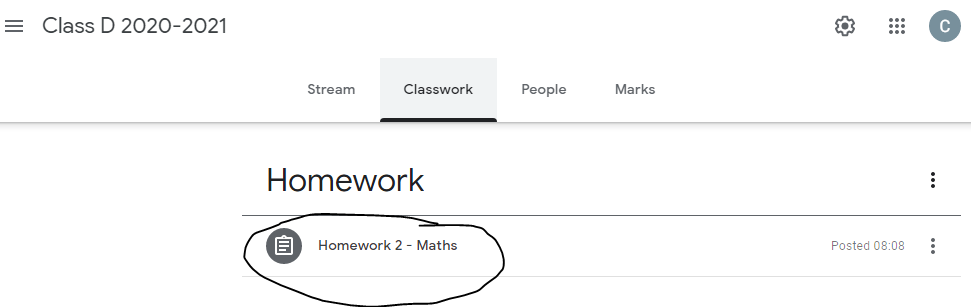 Class D 2020-2021
C
Stream Classwork People Marks
Homework
Homework 2 - Maths Posted 08:08